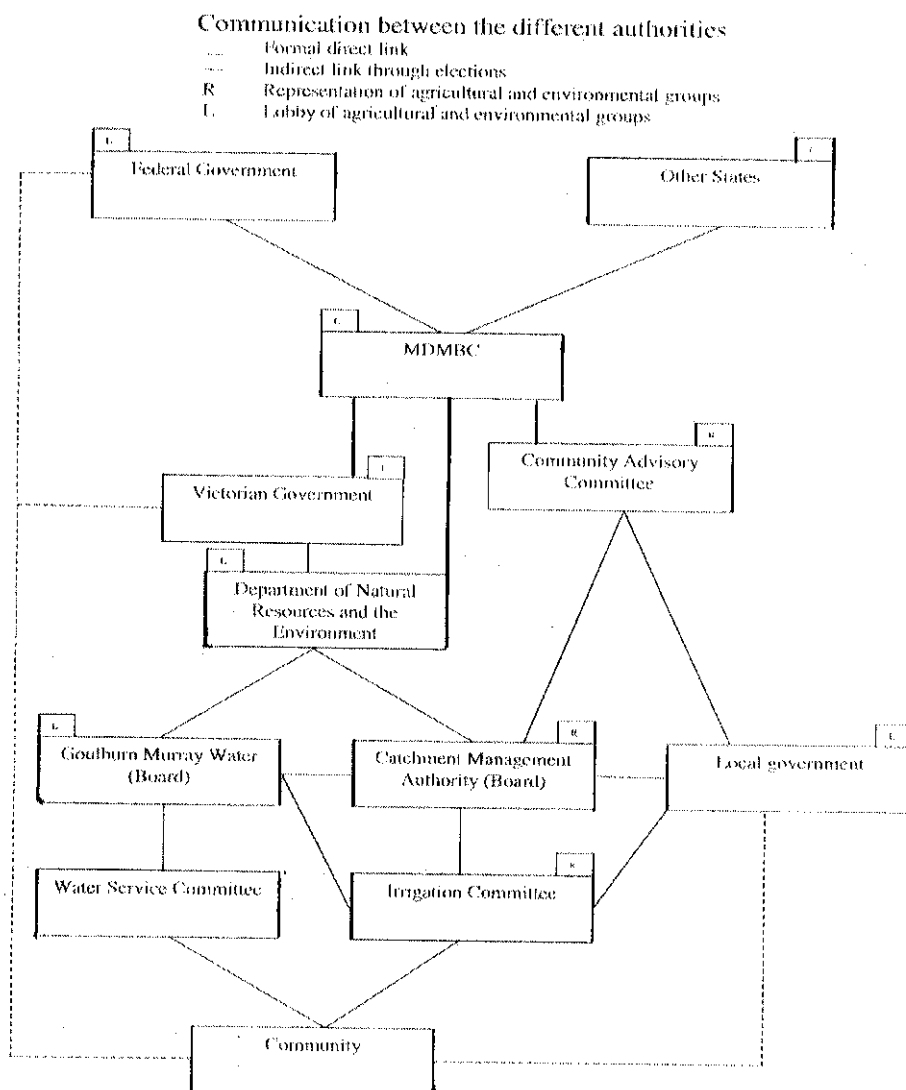 Communication between the different authorities
Formal direct link
Indirect link through elections
R Representation of agricultural and environmental groups
L Lobby of agricultural and environmental groups
L
Federal Government
Other States
MDMBC
R
Community Advisory
Committee
Victorian Government
L
Department of Natural
Resources and the
Environment
L
Goulburn Murray Water
(Board)
R
Catchment Management
Authority (Board)
L
Local government
Water Service Committee
R
Irrigation Committee
Community